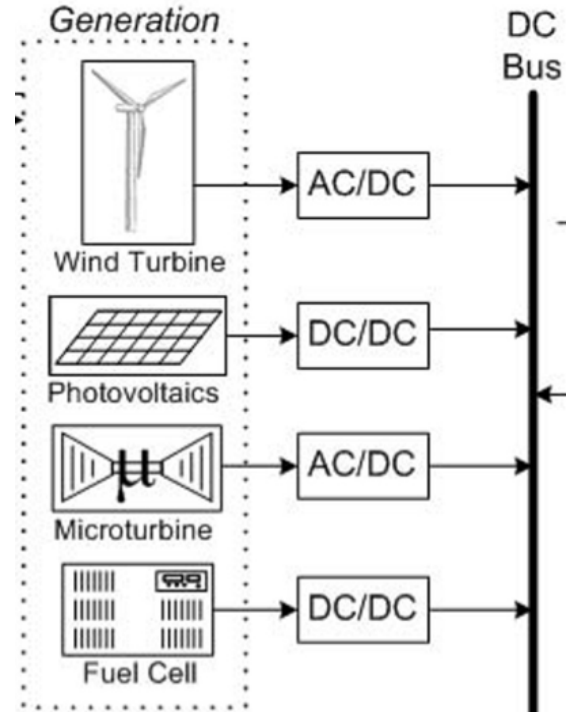 Generation
DC
Bus
AC/DC
Wind Turbine
DC/DC
Photovoltaics
μ
AC/DC
Microturbine
DC/DC
Fuel Cell